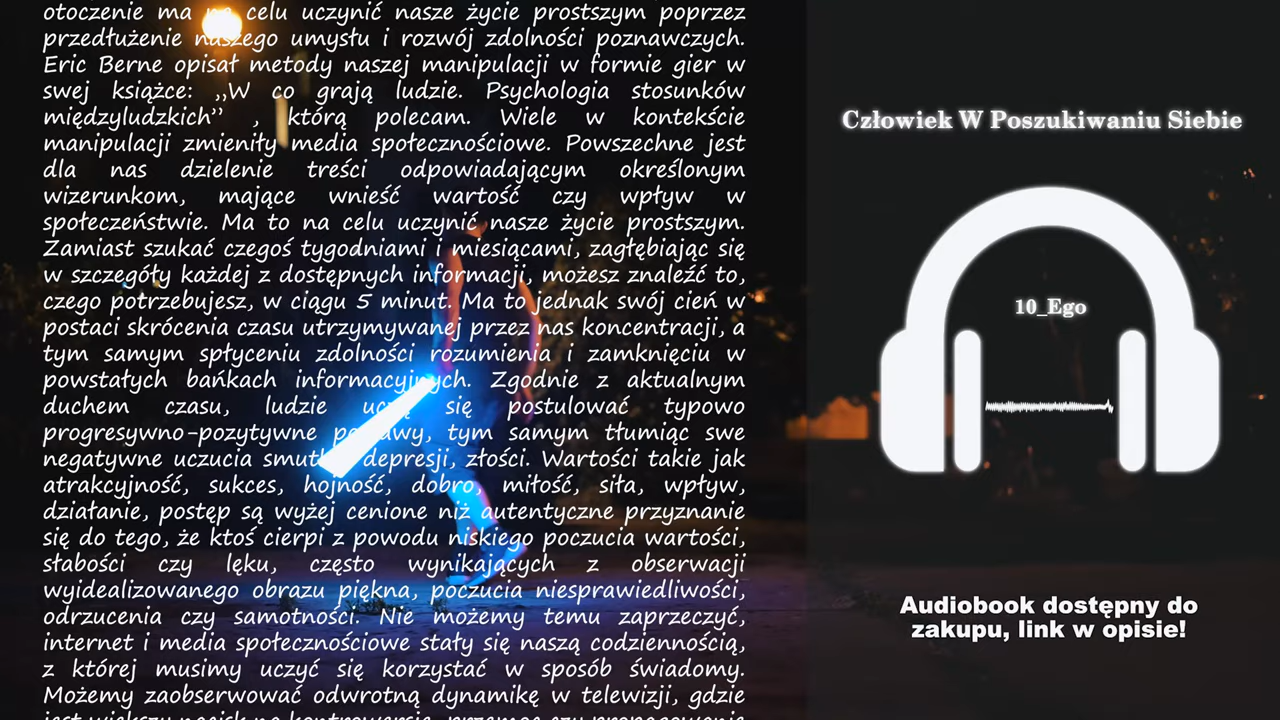 otoczenie ma na celu uczynić nasze życie prostszym poprzez
przedłużenie naszego umysłu i rozwój zdolności poznawczych.
Eric Berne opisał metody naszej manipulacji w formie gier w
swej książce: „W co grają ludzie. Psychologia stosunków
międzyludzkich” , którą polecam. Wiele w kontekście
manipulacji zmieniły media społecznościowe. Powszechne jest
dla nas dzielenie treści odpowiadającym określonym
wizerunkom, mające wnieść wartość czy wpływ w
społeczeństwie. Ma to na celu uczynić nasze życie prostszym.
Zamiast szukać czegoś tygodniami i miesiącami, zagłębiając się
w szczegóły każdej z dostępnych informacji, możesz znaleźć to,
czego potrzebujesz, w ciągu 5 minut. Ma to jednak swój cień w
postaci skrócenia czasu utrzymywanej przez nas koncentracji, a
tym samym spłyceniu zdolności rozumienia i zamknięciu w
powstałych bańkach informacyjnych. Zgodnie z aktualnym
duchem czasu, ludzie uczą się postulować typowo
progresywno-pozytywne postawy, tym samym tłumiąc swe
negatywne uczucia smutku, depresji, złości. Wartości takie jak
atrakcyjność, sukces, hojność, dobro, miłość, siła, wpływ,
działanie, postęp są wyżej cenione niż autentyczne przyznanie
się do tego, że ktoś cierpi z powodu niskiego poczucia wartości,
słabości czy lęku, często wynikających z obserwacji
wyidealizowanego obrazu piękna, poczucia niesprawiedliwości,
odrzucenia czy samotności. Nie możemy temu zaprzeczyć,
internet i media społecznościowe stały się naszą codziennością,
z której musimy uczyć się korzystać w sposób świadomy.
Możemy zaobserwować odwrotną dynamikę w telewizji, gdzie
jest większy nacisk na kontrowersje, przemoc czy propagowanie
Człowiek W Poszukiwaniu Siebie
10_Ego
Audiobook dostępny do
zakupu, link w opisie!